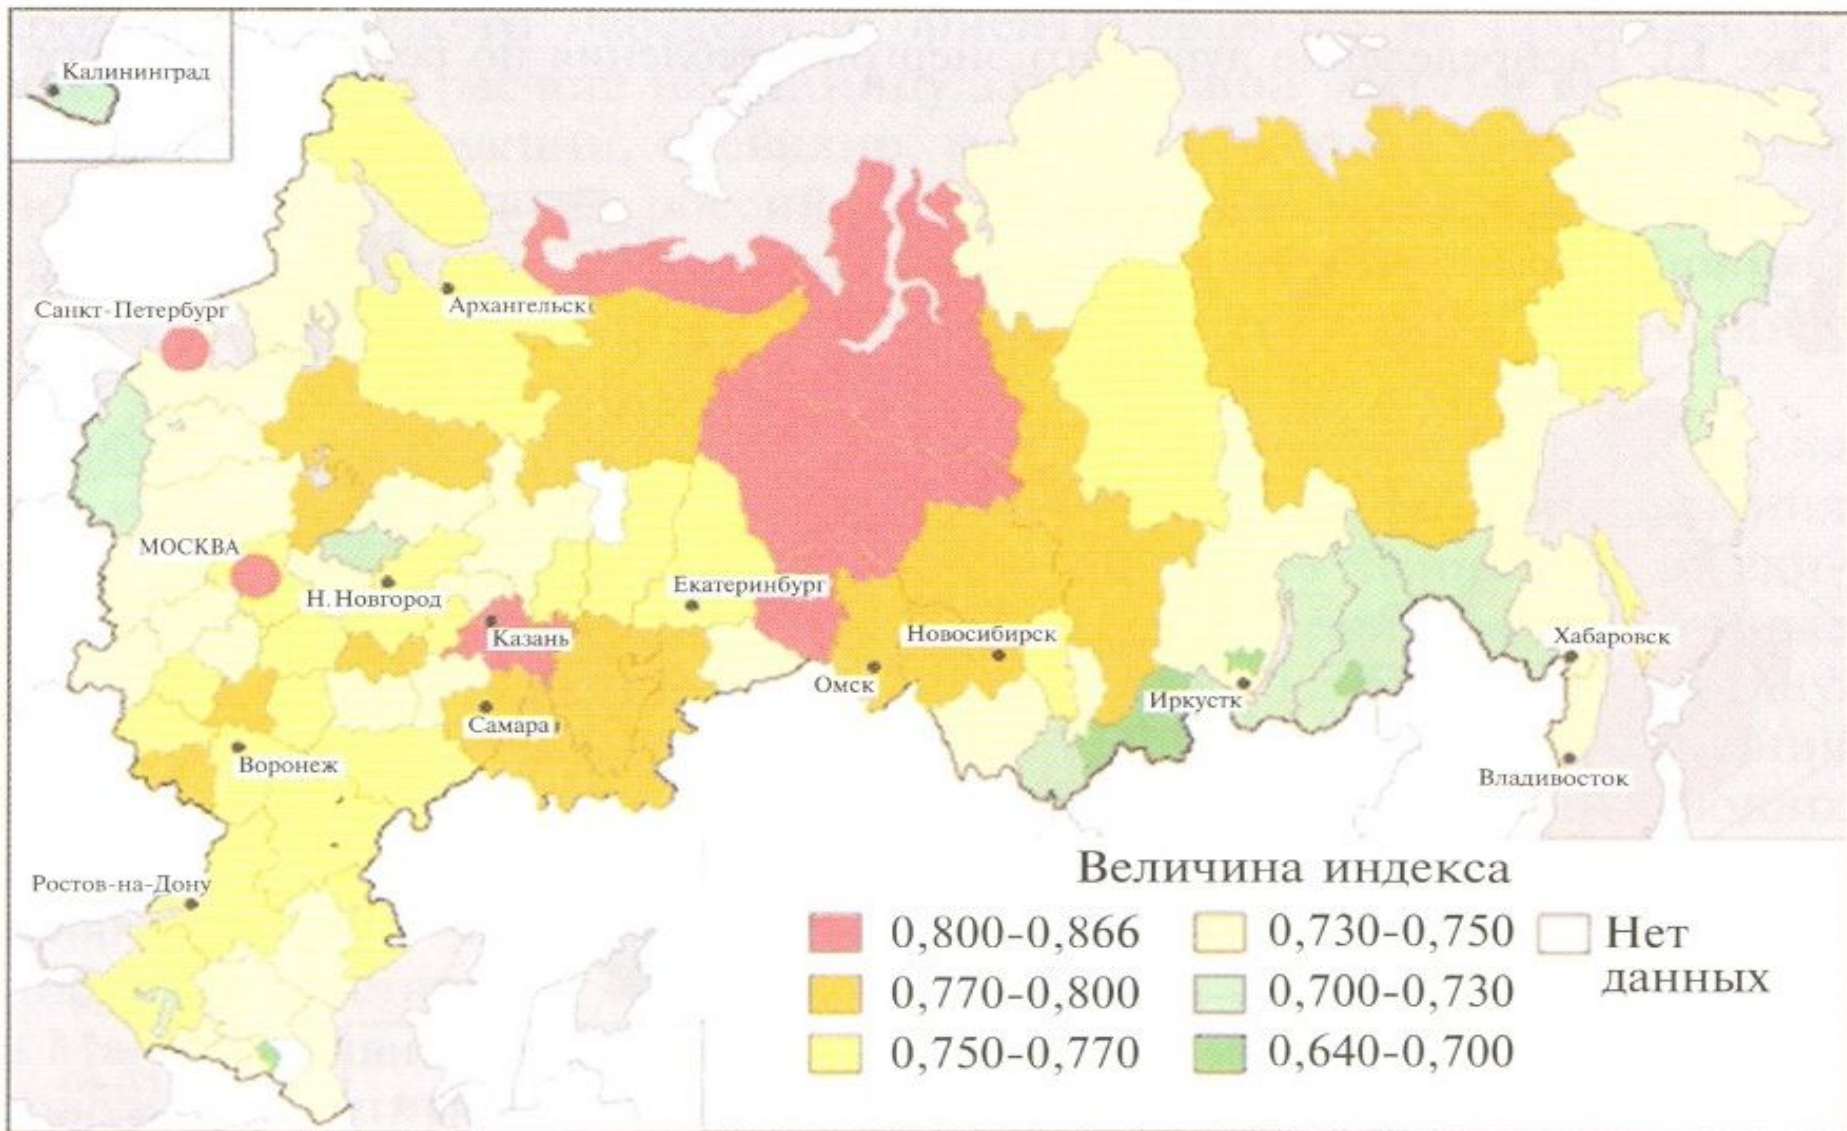 Калининград
Санкт-Петербург
Архангельск
МОСКВА
Н.Новгород
Екатеринбург
Казань
Новосибирск
Хабаровск
Омск
Иркустк
Самара
Воронеж
Владивосток
Ростов-на-Дону
Величина индекса
0,800-0,866
0,730-0,750
Нет
данных
0,770-0,800
0,700-0,730
0,750-0,770
0,640-0,700